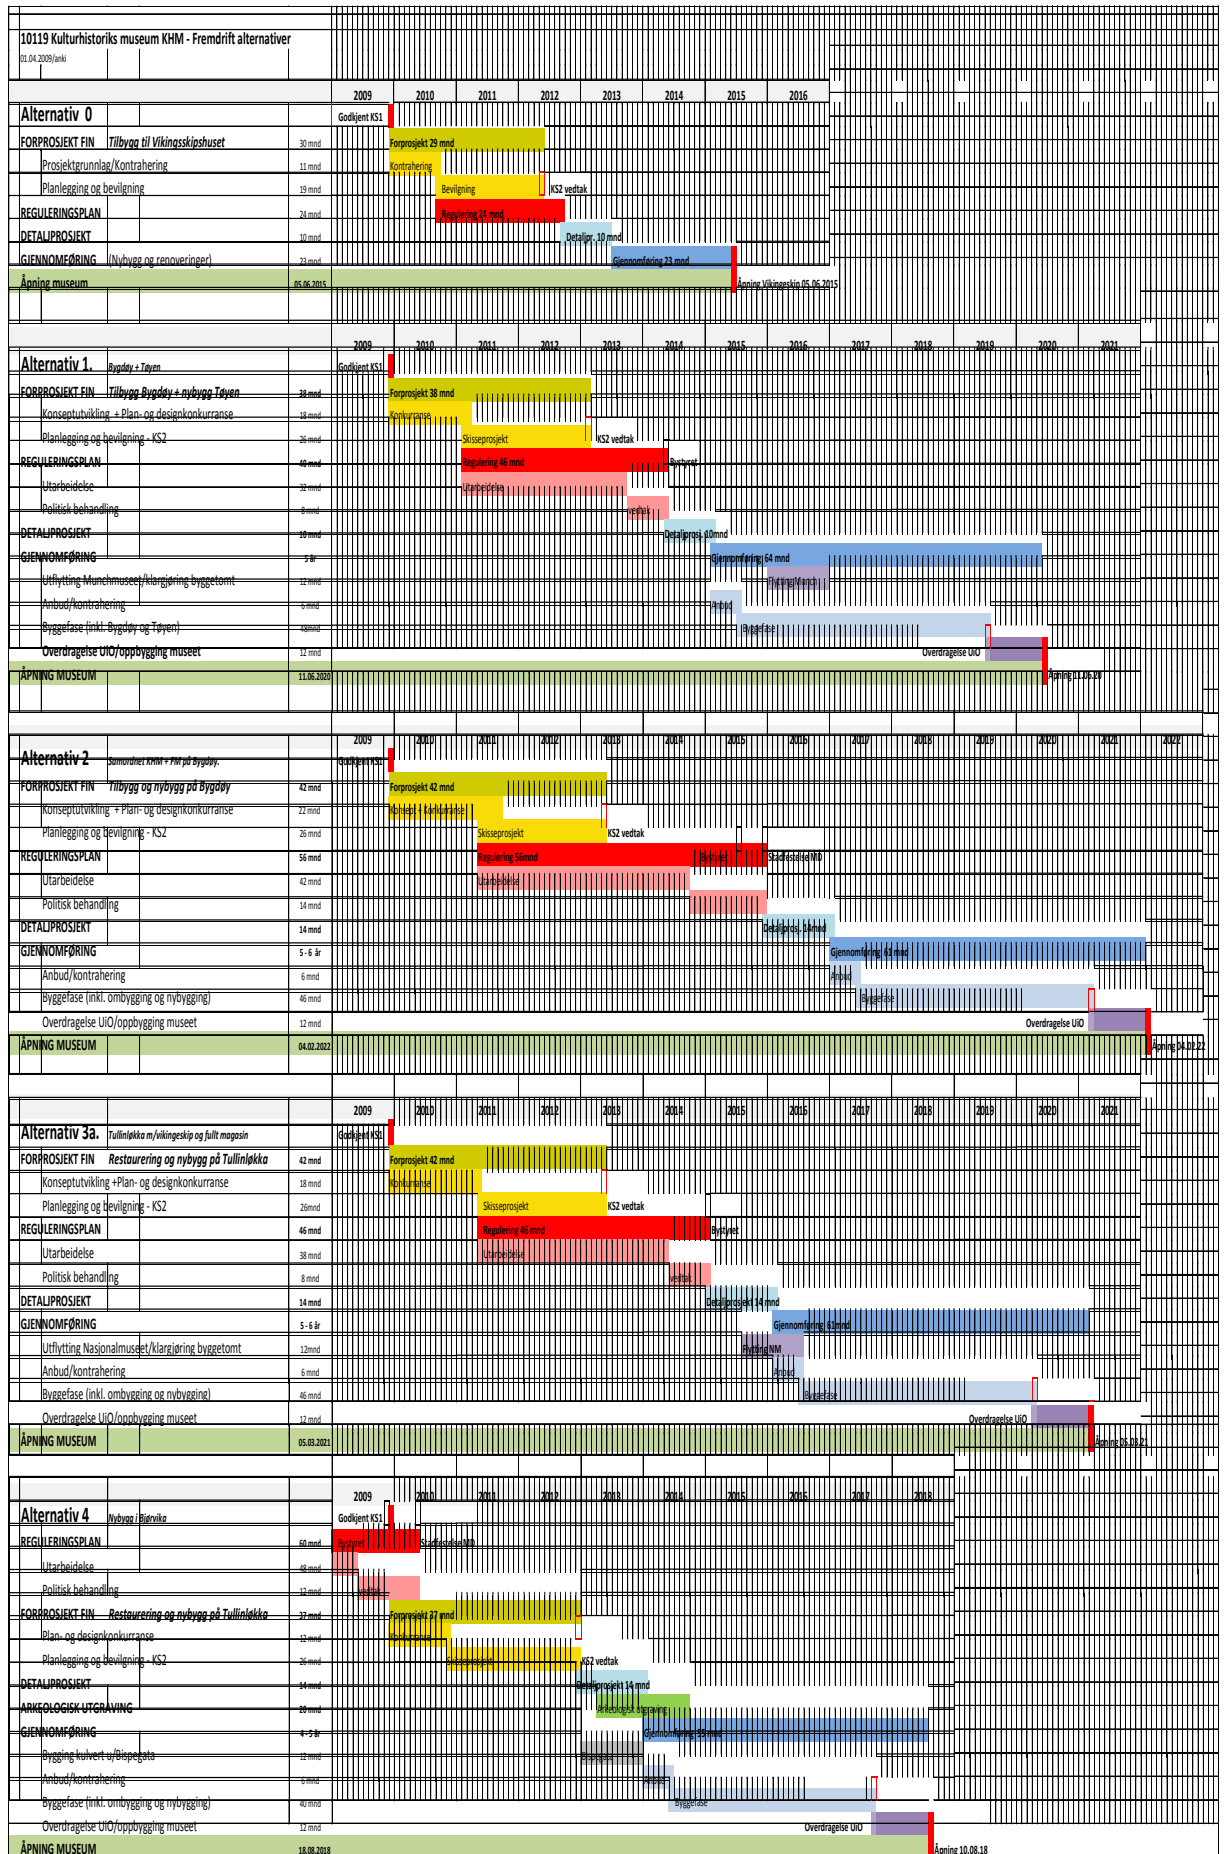 10119 Kulturhistoriks museum KHM - Fremdrift alternativer
01.04.2009/anki
2009 2010 2011 2012 2013 2014 2015 2016
Alternativ 0 Godkjent KS1
FORPROSJEKT FIN Tilbygg til Vikingsskipshuset 30 mnd Forprosjekt 29 mnd
Prosjektgrunnlag/Kontrahering 11 mnd Kontrahering
Planlegging og bevilgning 19 mnd Bevilgning KS2 vedtak
REGULERINGSPLAN 24 mnd Regulering 24 mnd
DETALJPROSJEKT 10 mnd Detaljpr. 10 mnd
GJENNOMFØRING (Nybygg og renoveringer) 23 mnd Gjennomføring 23 mnd
Åpning museum 05.06.2015 Åpning Vikingeskip 05.06.2015
2009 2010 2011 2012 2013 2014 2015 2016 2017 2018 2019 2020 2021
Alternativ 1. Bygdøy + Tøyen Godkjent KS1
FORPROSJEKT FIN Tilbygg Bygdøy + nybygg Tøyen 38 mnd Forprosjekt 38 mnd
Konseptutvikling + Plan- og designkonkurranse 18 mnd Konkurranse
Planlegging og bevilgning - KS2 26 mnd Skisseprosjekt KS2 vedtak
REGULERINGSPLAN 40 mnd Regulering 46 mnd Bystyret
Utarbeidelse 32 mnd Utarbeidelse
Politisk behandling 8 mnd vedtak
DETALJPROSJEKT 10 mnd Detaljprosj. 10mnd
GJENNOMFØRING 5 år Gjennomføring 64 mnd
Utflytting Munchmuseet/klargjøring byggetomt 12 mnd Flytting Munch
Anbud/kontrahering 6 mnd Anbud
Byggefase (inkl. Bygdøy og Tøyen) 48mnd Byggefase
Overdragelse UiO/oppbygging museet 12 mnd Overdragelse UiO
ÅPNING MUSEUM 11.06.2020 Åpning 11.06.20
2009 2010 2011 2012 2013 2014 2015 2016 2017 2018 2019 2020 2021 2022
Alternativ 2 Samordnet KHM + FM på Bygdøy. Godkjent KS1
FORPROSJEKT FIN Tilbygg og nybygg på Bygdøy 42 mnd Forprosjekt 42 mnd
Konseptutvikling + Plan- og designkonkurranse 22 mnd Konsept + Konkurranse
Planlegging og bevilgning - KS2 26 mnd Skisseprosjekt KS2 vedtak
REGULERINGSPLAN 56 mnd Regulering 56mnd Bystyret Stadfestelse MD
Utarbeidelse 42 mnd Utarbeidelse
Politisk behandling 14 mnd
DETALJPROSJEKT 14 mnd Detaljprosj. 14mnd
GJENNOMFØRING 5 - 6 år Gjennomføring 61 mnd
Anbud/kontrahering 6 mnd Anbud
Byggefase (inkl. ombygging og nybygging) 46 mnd Byggefase
Overdragelse UiO/oppbygging museet 12 mnd Overdragelse UiO
ÅPNING MUSEUM 04.02.2022 Åpning 04.02.22
2009 2010 2011 2012 2013 2014 2015 2016 2017 2018 2019 2020 2021
Alternativ 3a. Tullinløkka m/vikingeskip og fullt magasin Godkjent KS1
FORPROSJEKT FIN Restaurering og nybygg på Tullinløkka 42 mnd Forprosjekt 42 mnd
Konseptutvikling +Plan- og designkonkurranse 18 mnd Konkurranse
Planlegging og bevilgning - KS2 26mnd Skisseprosjekt KS2 vedtak
REGULERINGSPLAN 46 mnd Regulering 46 mnd Bystyret
Utarbeidelse 38 mnd Utarbeidelse
Politisk behandling 8 mnd vedtak
DETALJPROSJEKT 14 mnd Detaljprosjekt 14 mnd
GJENNOMFØRING 5 - 6 år Gjennomføring 61mnd
Utflytting Nasjonalmuseet/klargjøring byggetomt 12mnd Flytting NM
Anbud/kontrahering 6 mnd Anbud
Byggefase (inkl. ombygging og nybygging) 46 mnd Byggefase
Overdragelse UiO/oppbygging museet 12 mnd Overdragelse UiO
ÅPNING MUSEUM 05.03.2021 Åpning 05.03.21
2009 2010 2011 2012 2013 2014 2015 2016 2017 2018
Alternativ 4 Nybygg i Bjørvika Godkjent KS1
REGULERINGSPLAN 60 mnd Bystyret Stadfestelse MD
Utarbeidelse 48 mnd
Politisk behandling 12 mnd vedtak
FORPROSJEKT FIN Restaurering og nybygg på Tullinløkka 37 mnd Forprosjekt 37 mnd
Plan- og designkonkurranse 12 mnd Konkurranse
Planlegging og bevilgning - KS2 26 mnd Skisseprosjekt KS2 vedtak
DETALJPROSJEKT 14 mnd Detaljprosjekt 14 mnd
ARKEOLOGISK UTGRAVING 20 mnd Arkeologisk utgraving
GJENNOMFØRING 4 - 5 år Gjennomføring 55 mnd
Bygging kulvert u/Bispegata 12 mnd Bispegata
Anbud/kontrahering 6 mnd Anbud
Byggefase (inkl. ombygging og nybygging) 40 mnd Byggefase
Overdragelse UiO/oppbygging museet 12 mnd Overdragelse UiO
ÅPNING MUSEUM 18.08.2018 Åpning 10.08.18